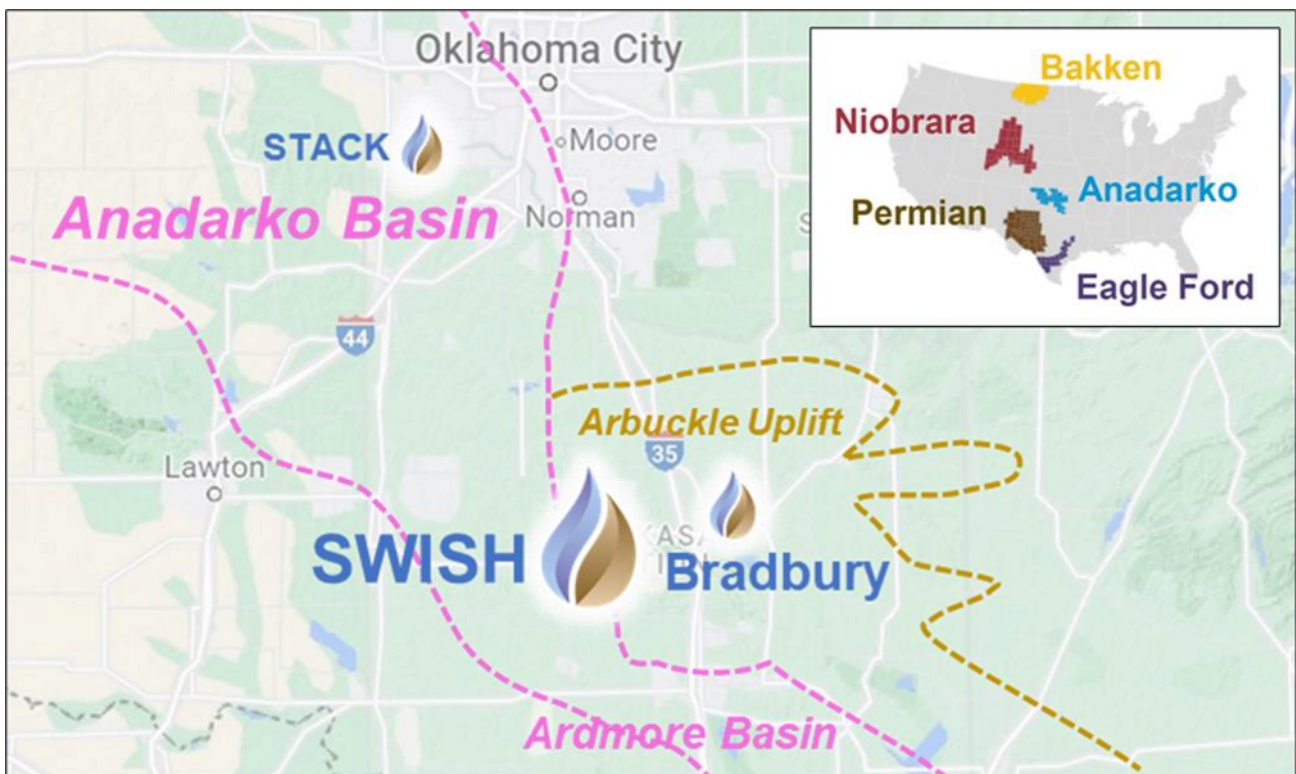 Oklahoma City
STACK
Moore
Anadarko Basin
Norman
44
Arbuckle Uplift
35
Lawton
SWISH
Bradbury
Ardmore Basin
Bakken
Niobrara
Anadarko
Permian
Eagle Ford